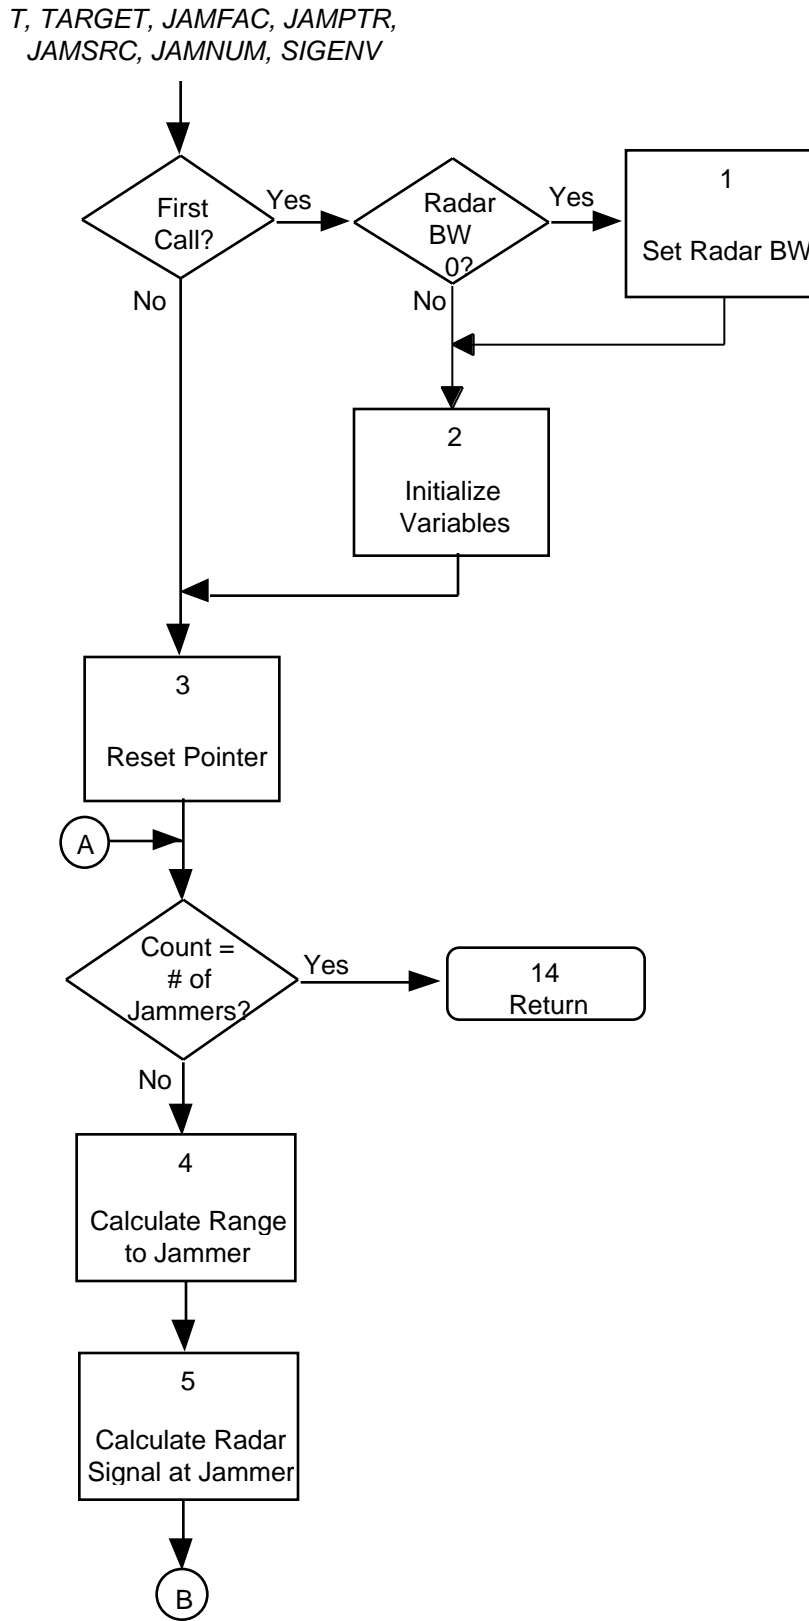 T, TARGET, JAMFAC, JAMPTR,
JAMSRC, JAMNUM, SIGENV
First
Call?
Yes
No
Radar
BW
0?
Yes
No
1
Set Radar BW
2
Initialize
Variables
3
Reset Pointer
A
Count =
# of
Jammers?
Yes
No
14
Return
4
Calculate Range
to Jammer
5
Calculate Radar
Signal at Jammer
B